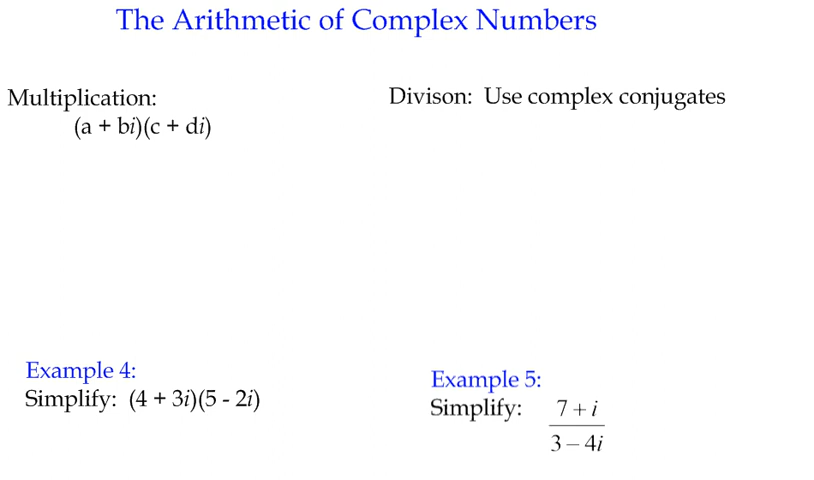 The Arithmetic of Complex Numbers
Multiplication:
(a + bi)(c + di)
Divison: Use complex conjugates
Example 4:
Simplify: (4 + 3i)(5 - 2i)
Example 5:
Simplify: 7 + i
3 – 4i